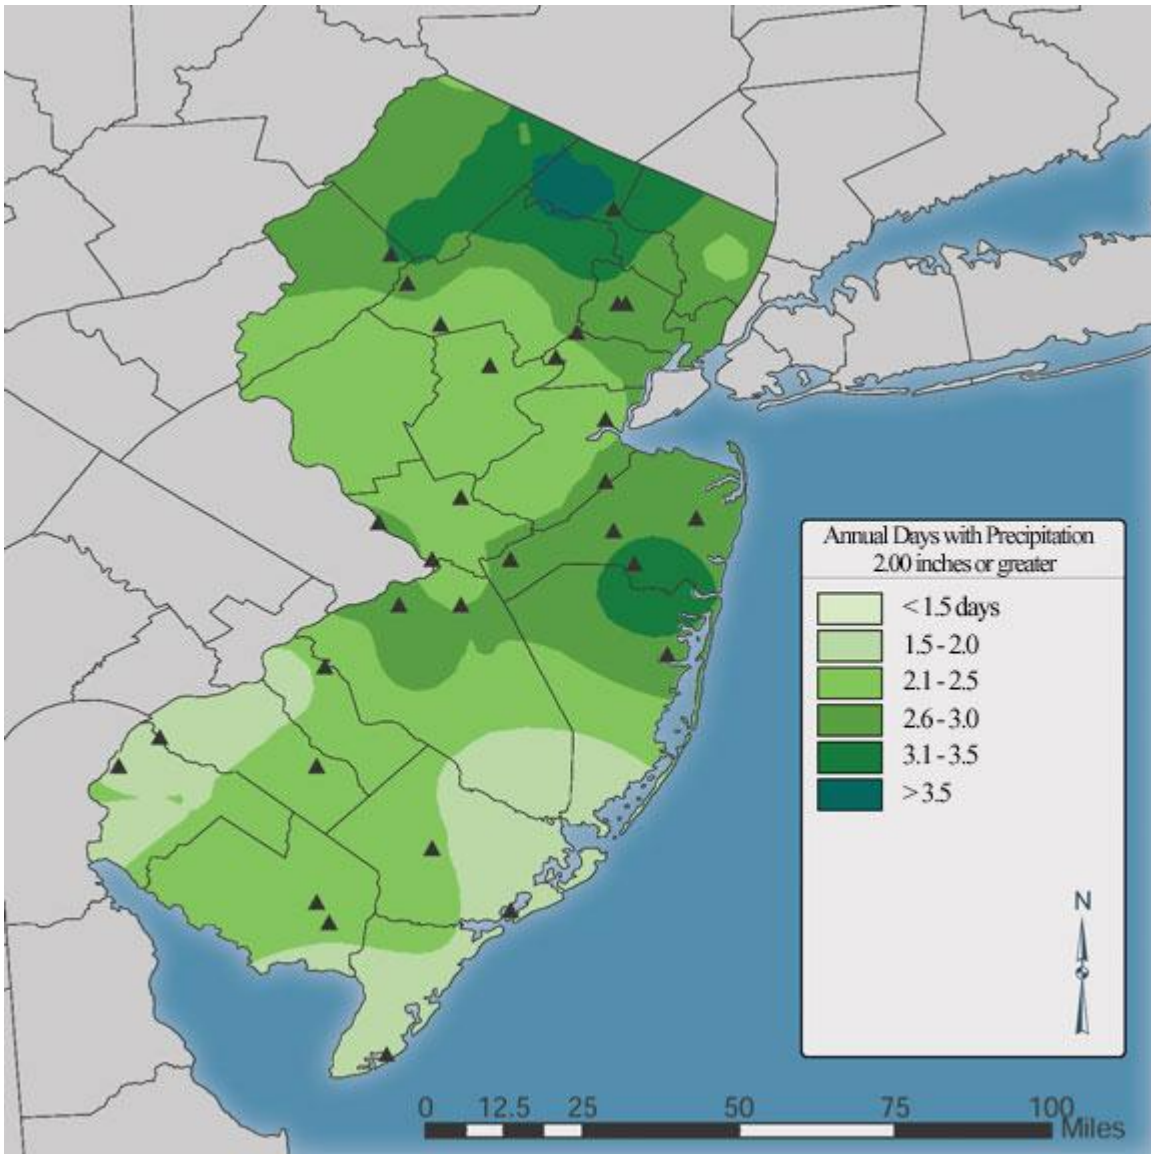 Annual Days with Precipitation
2.00 inches or greater
< 1.5 days
1.5 - 2.0
2.1 - 2.5
2.6 - 3.0
3.1 - 3.5
> 3.5
N
0 12.5 25 50 75 100
Miles